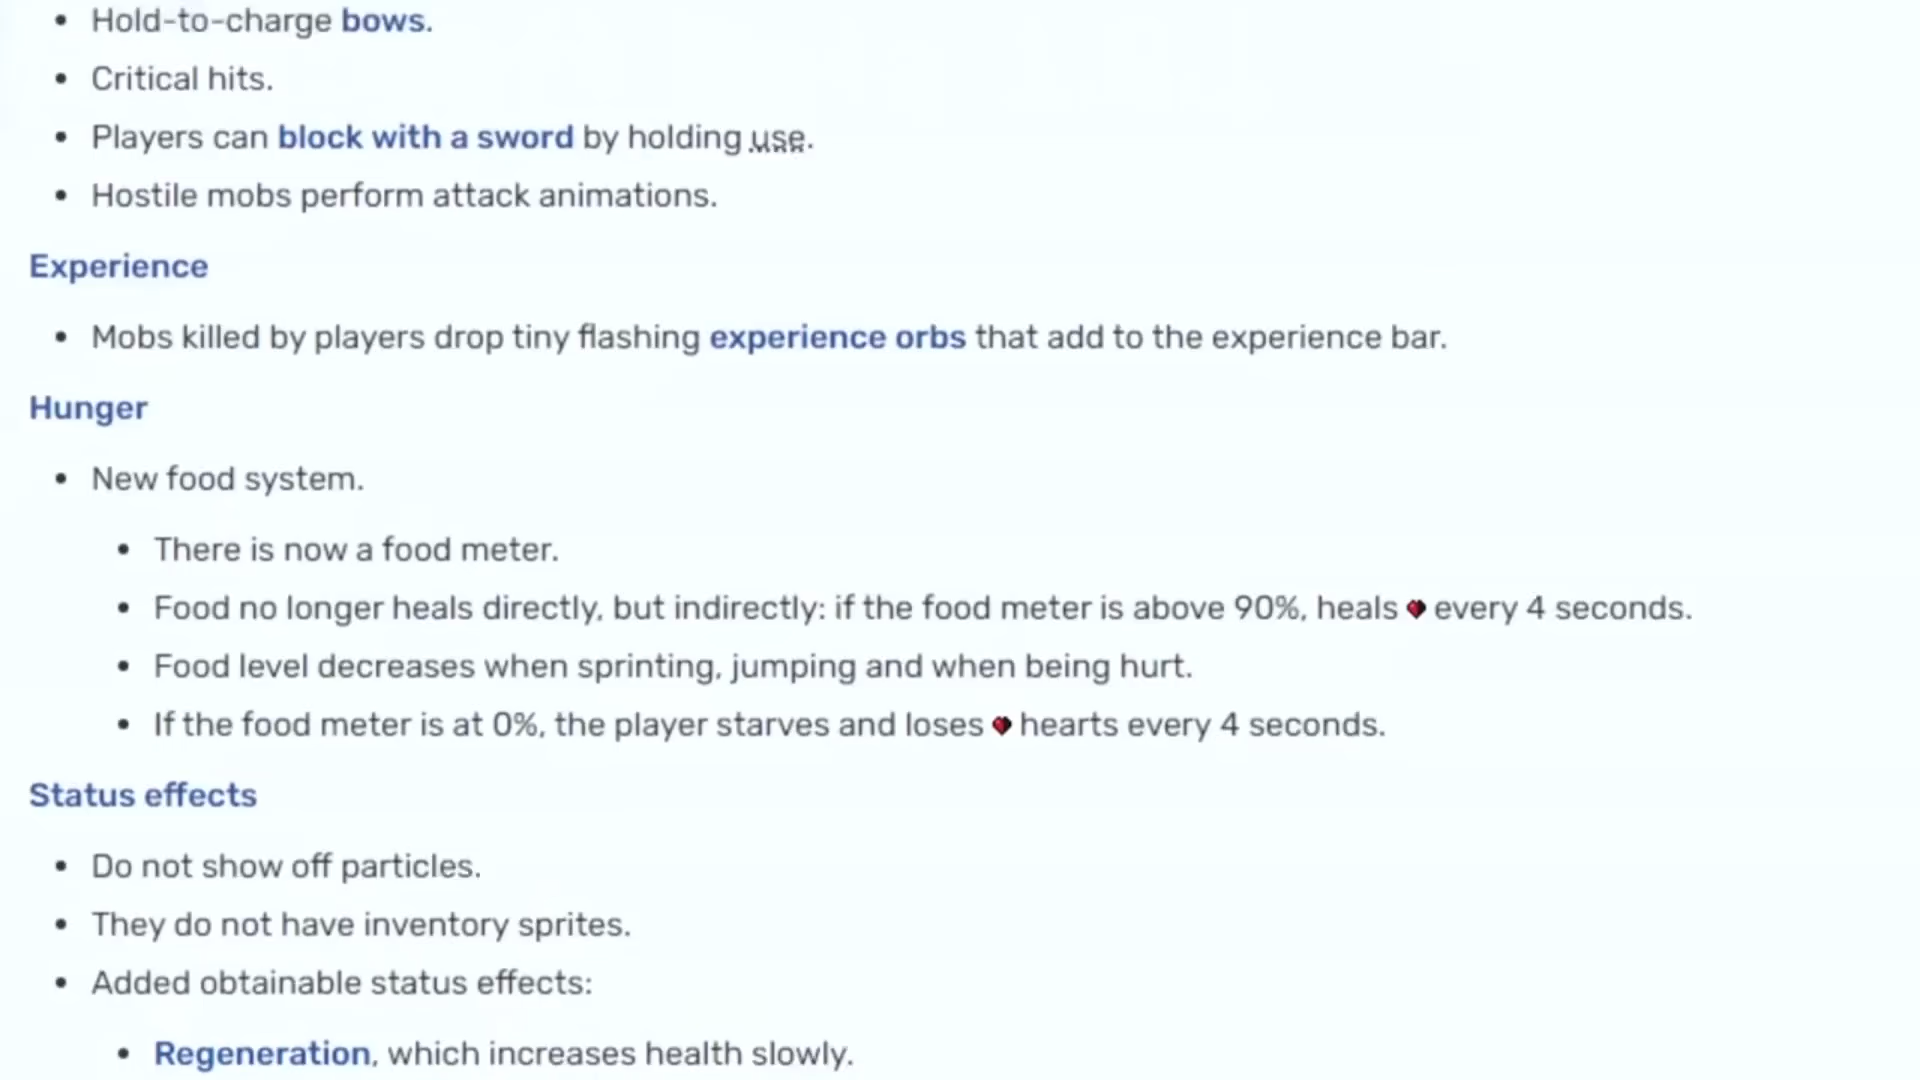 Hold-to-charge bows.
Critical hits.
Players can block with a sword by holding use.
Hostile mobs perform attack animations.
Experience
Mobs killed by players drop tiny flashing experience orbs that add to the experience bar.
Hunger
New food system.
There is now a food meter.
Food no longer heals directly, but indirectly: if the food meter is above 90%, heals every 4 seconds.
Food level decreases when sprinting, jumping and when being hurt.
If the food meter is at 0%, the player starves and loses hearts every 4 seconds.
Status effects
Do not show off particles.
They do not have inventory sprites.
Added obtainable status effects:
Regeneration, which increases health slowly.